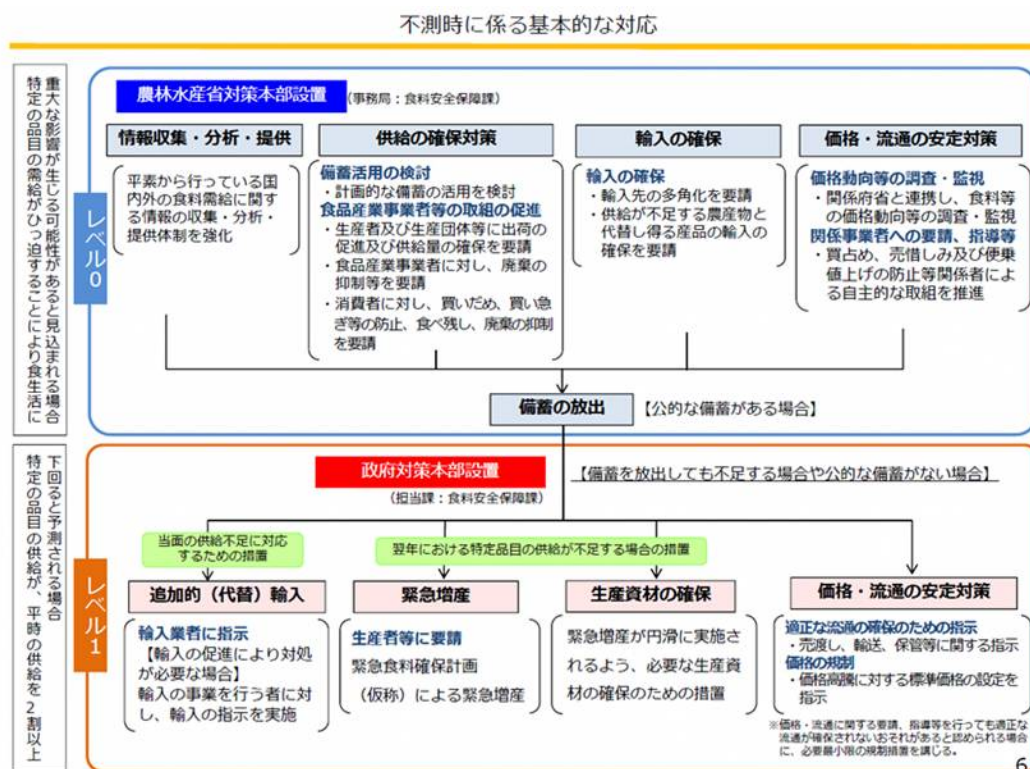 不測時に係る基本的な対応
重大な影響が生じる可能性があると見込まれる場合
特定の品目の需給がひっ迫することにより食生活に
レベル0
農林水産省対策本部設置
(事務局：食料安全保障課)
情報収集・分析・提供
平素から行っている国
内外の食料需給に関す
る情報の収集・分析・
提供体制を強化
供給の確保対策
備蓄活用の検討
・計画的な備蓄の活用を検討
食品産業事業者等の取組の促進
・生産者及び生産団体等に出荷の
促進及び供給量の確保を要請
・食品産業事業者に対し、廃棄の
抑制等を要請
・消費者に対し、買いだめ、買い急
ぎ等の防止、食べ残し、廃棄の抑制
を要請
輸入の確保
輸入の確保
・輸入先の多角化を要請
・供給が不足する農産物と
代替し得る産品の輸入の
確保を要請
価格・流通の安定対策
価格動向等の調査・監視
・関係府省と連携し、食料等
の価格動向等の調査・監視
関係事業者への要請、指導等
・買占め、売惜しみ及び便乗
値上げの防止等関係者によ
る自主的な取組を推進
備蓄の放出
【公的な備蓄がある場合】
下回ると予測される場合
特定の品目の供給が、平時の供給を2割以上
レベル1
政府対策本部設置
(担当課：食料安全保障課)
【備蓄を放出しても不足する場合や公的な備蓄がない場合】
当面の供給不足に対応
するための措置
翌年における特定品目の供給が不足する場合の措置
追加的（代替）輸入
輸入業者に指示
【輸入の促進により対処
が必要な場合】
輸入の事業を行う者に対
し、輸入の指示を実施
緊急増産
生産者等に要請
緊急食料確保計画
（仮称）による緊急増産
生産資材の確保
緊急増産が円滑に実施さ
れるよう、必要な生産資
材の確保のための措置
価格・流通の安定対策
適正な流通の確保のための指示
・売渡し、輸送、保管等に関する指示
価格の規制
・価格高騰に対する標準価格の設定を
指示
※価格・流通に関する要請、指導等を行っても適正な
流通が確保されないおそれがあると認められる場合
に、必要最小限の規制措置を講じる。
6